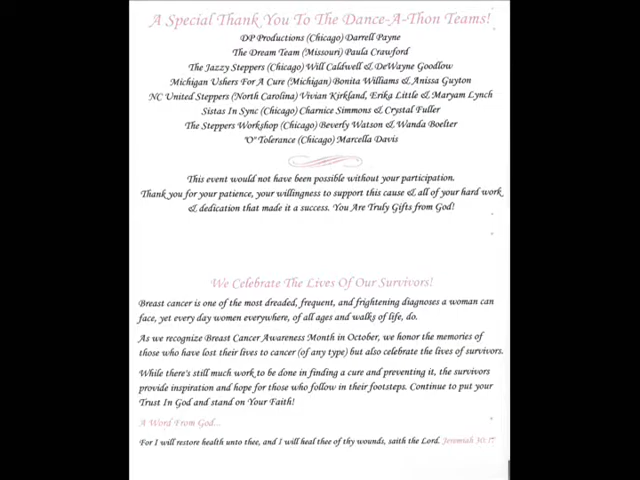 A Special Thank You To The Dance-A-Thon Teams!
DP Productions (Chicago) Darrell Payne
The Dream Team (Missouri) Paula Crawford
The Jazzy Steppers (Chicago) Will Caldwell & DeWayne Goodlow
Michigan Ushers For A Cure (Michigan) Bonita Williams & Anissa Guyton
NC United Steppers (North Carolina) Vivian Kirkland, Erika Little & Maryam Lynch
Sistas In Sync (Chicago) Charnice Simmons & Crystal Fuller
The Steppers Workshop (Chicago) Beverly Watson & Wanda Boelter
"O" Tolerance (Chicago) Marcella Davis
This event would not have been possible without your participation.
Thank you for your patience, your willingness to support this cause & all of your hard work
& dedication that made it a success. You Are Truly Gifts from God!
We Celebrate The Lives Of Our Survivors!
Breast cancer is one of the most dreaded, frequent, and frightening diagnoses a woman can
face, yet every day women everywhere, of all ages and walks of life, do.
As we recognize Breast Cancer Awareness Month in October, we honor the memories of
those who have lost their lives to cancer (of any type) but also celebrate the lives of survivors.
While there's still much work to be done in finding a cure and preventing it, the survivors
provide inspiration and hope for those who follow in their footsteps. Continue to put your
Trust In God and stand on Your Faith!
A Word From God...
For I will restore health unto thee, and I will heal thee of thy wounds, saith the Lord. Jeremiah 30:17